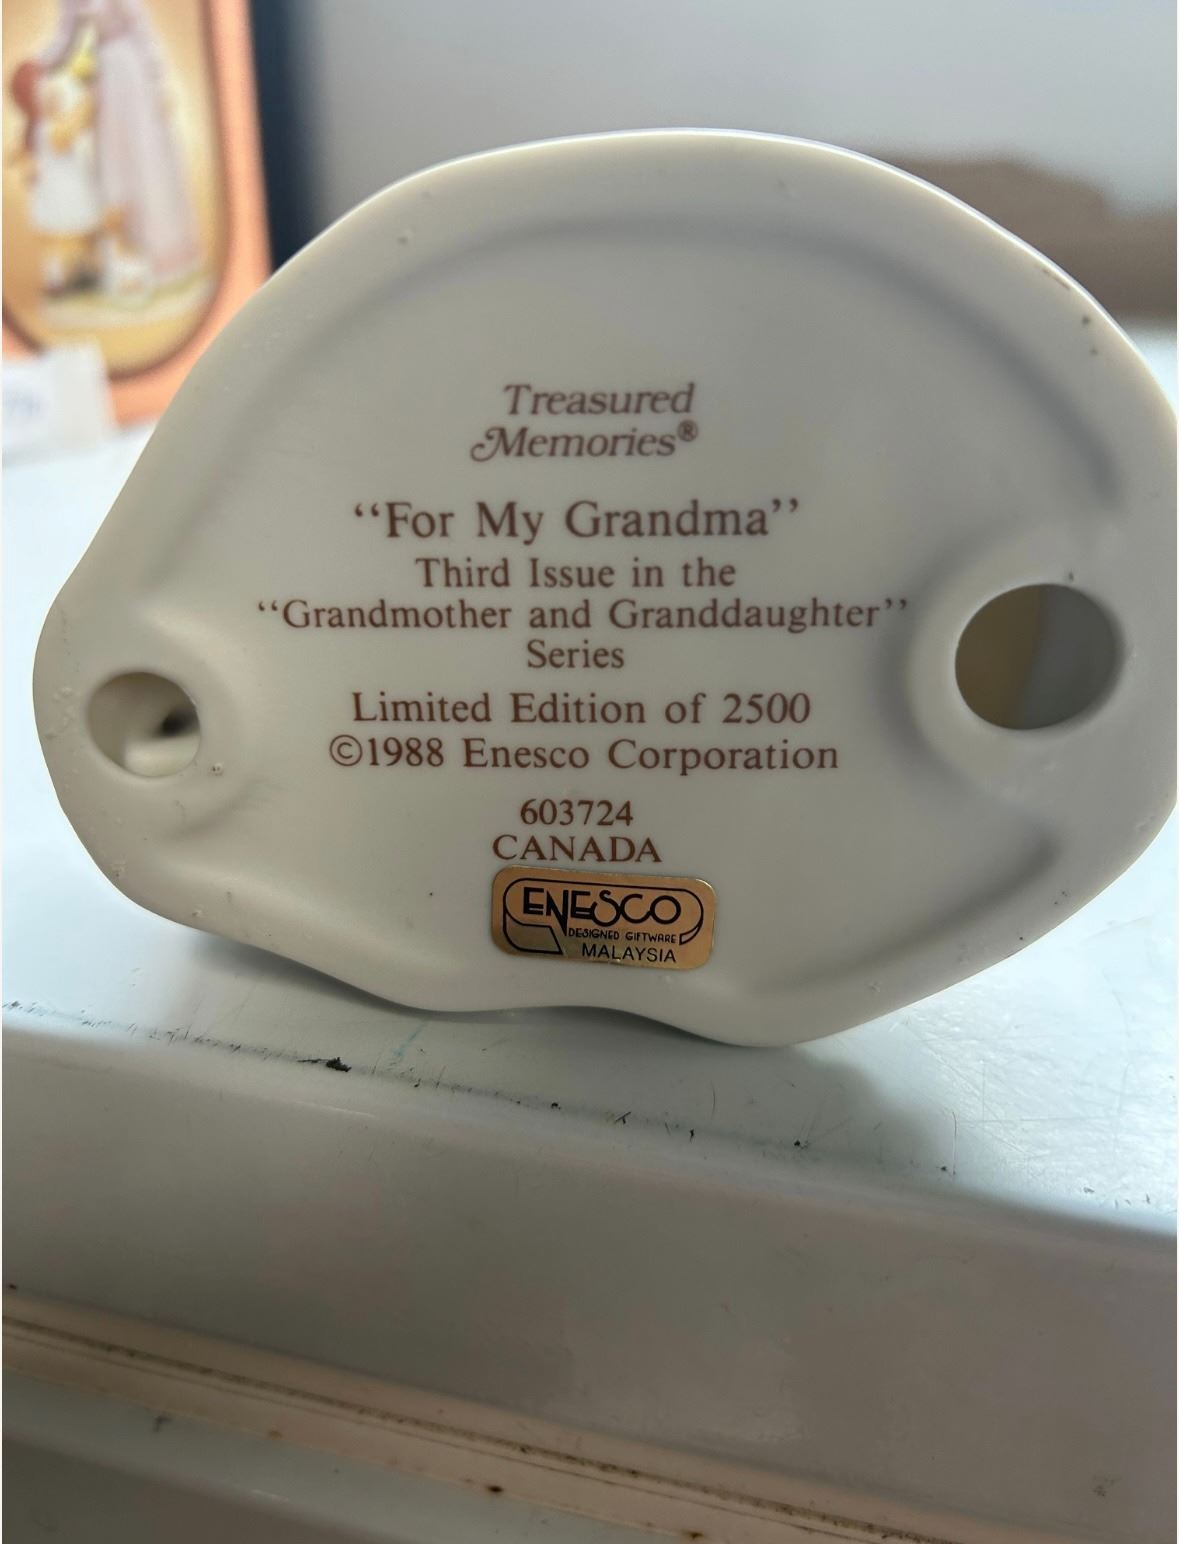 Treasured
Memories®
“For My Grandma”
Third Issue in the
“Grandmother and Granddaughter”
Series
Limited Edition of 2500
©1988 Enesco Corporation
603724
CANADA
ENESCO
DESIGNED GIFTWARE
MALAYSIA